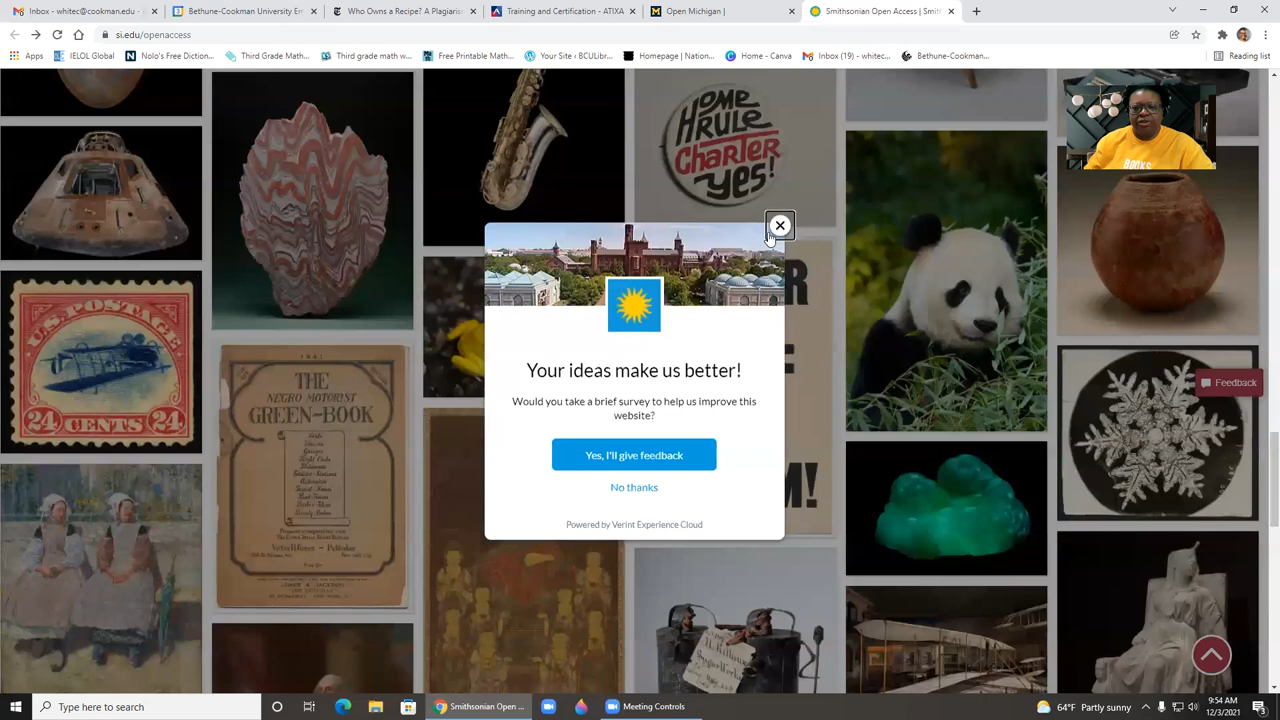 Inbox - whitec@cookman.edu -
Bethune-Cookman University Em
Who Owns a Recipe? A Plagiaris
Training and Certification - ATIXA
Open Michigan |
Smithsonian Open Access | Smit
si.edu/openaccess
Apps
IELOL Global
Nolo's Free Diction...
Third Grade Math...
Third grade math w...
Free Printable Math...
Your Site ‹ BCULibr...
Homepage | Nation...
Home - Canva
Inbox (19) - whitec...
Bethune-Cookman...
Reading list
HOME
RULE
CHARTER
YES!
BOOKS
U.S. POSTAGE
24 CENTS 24
1941
THE
NEGRO MOTORIST
GREEN-BOOK
Your ideas make us better!
Would you take a brief survey to help us improve this
website?
Yes, I'll give feedback
No thanks
Powered by Verint Experience Cloud
Feedback
Type here to search
Smithsonian Open ...
Meeting Controls
64°F Partly sunny
9:54 AM
12/3/2021